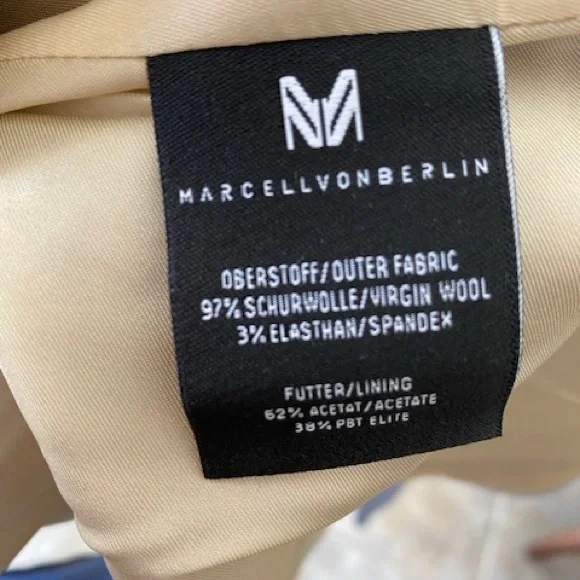 MARCELLVONBERLIN
OBERSTOFF/OUTER FABRIC
97% SCHURWOLLE/VIRGIN WOOL
3% ELASTHAN/SPANDEX
FUTTER/LINING
62% ACETAT/ACETATE
38% PBT ELITE